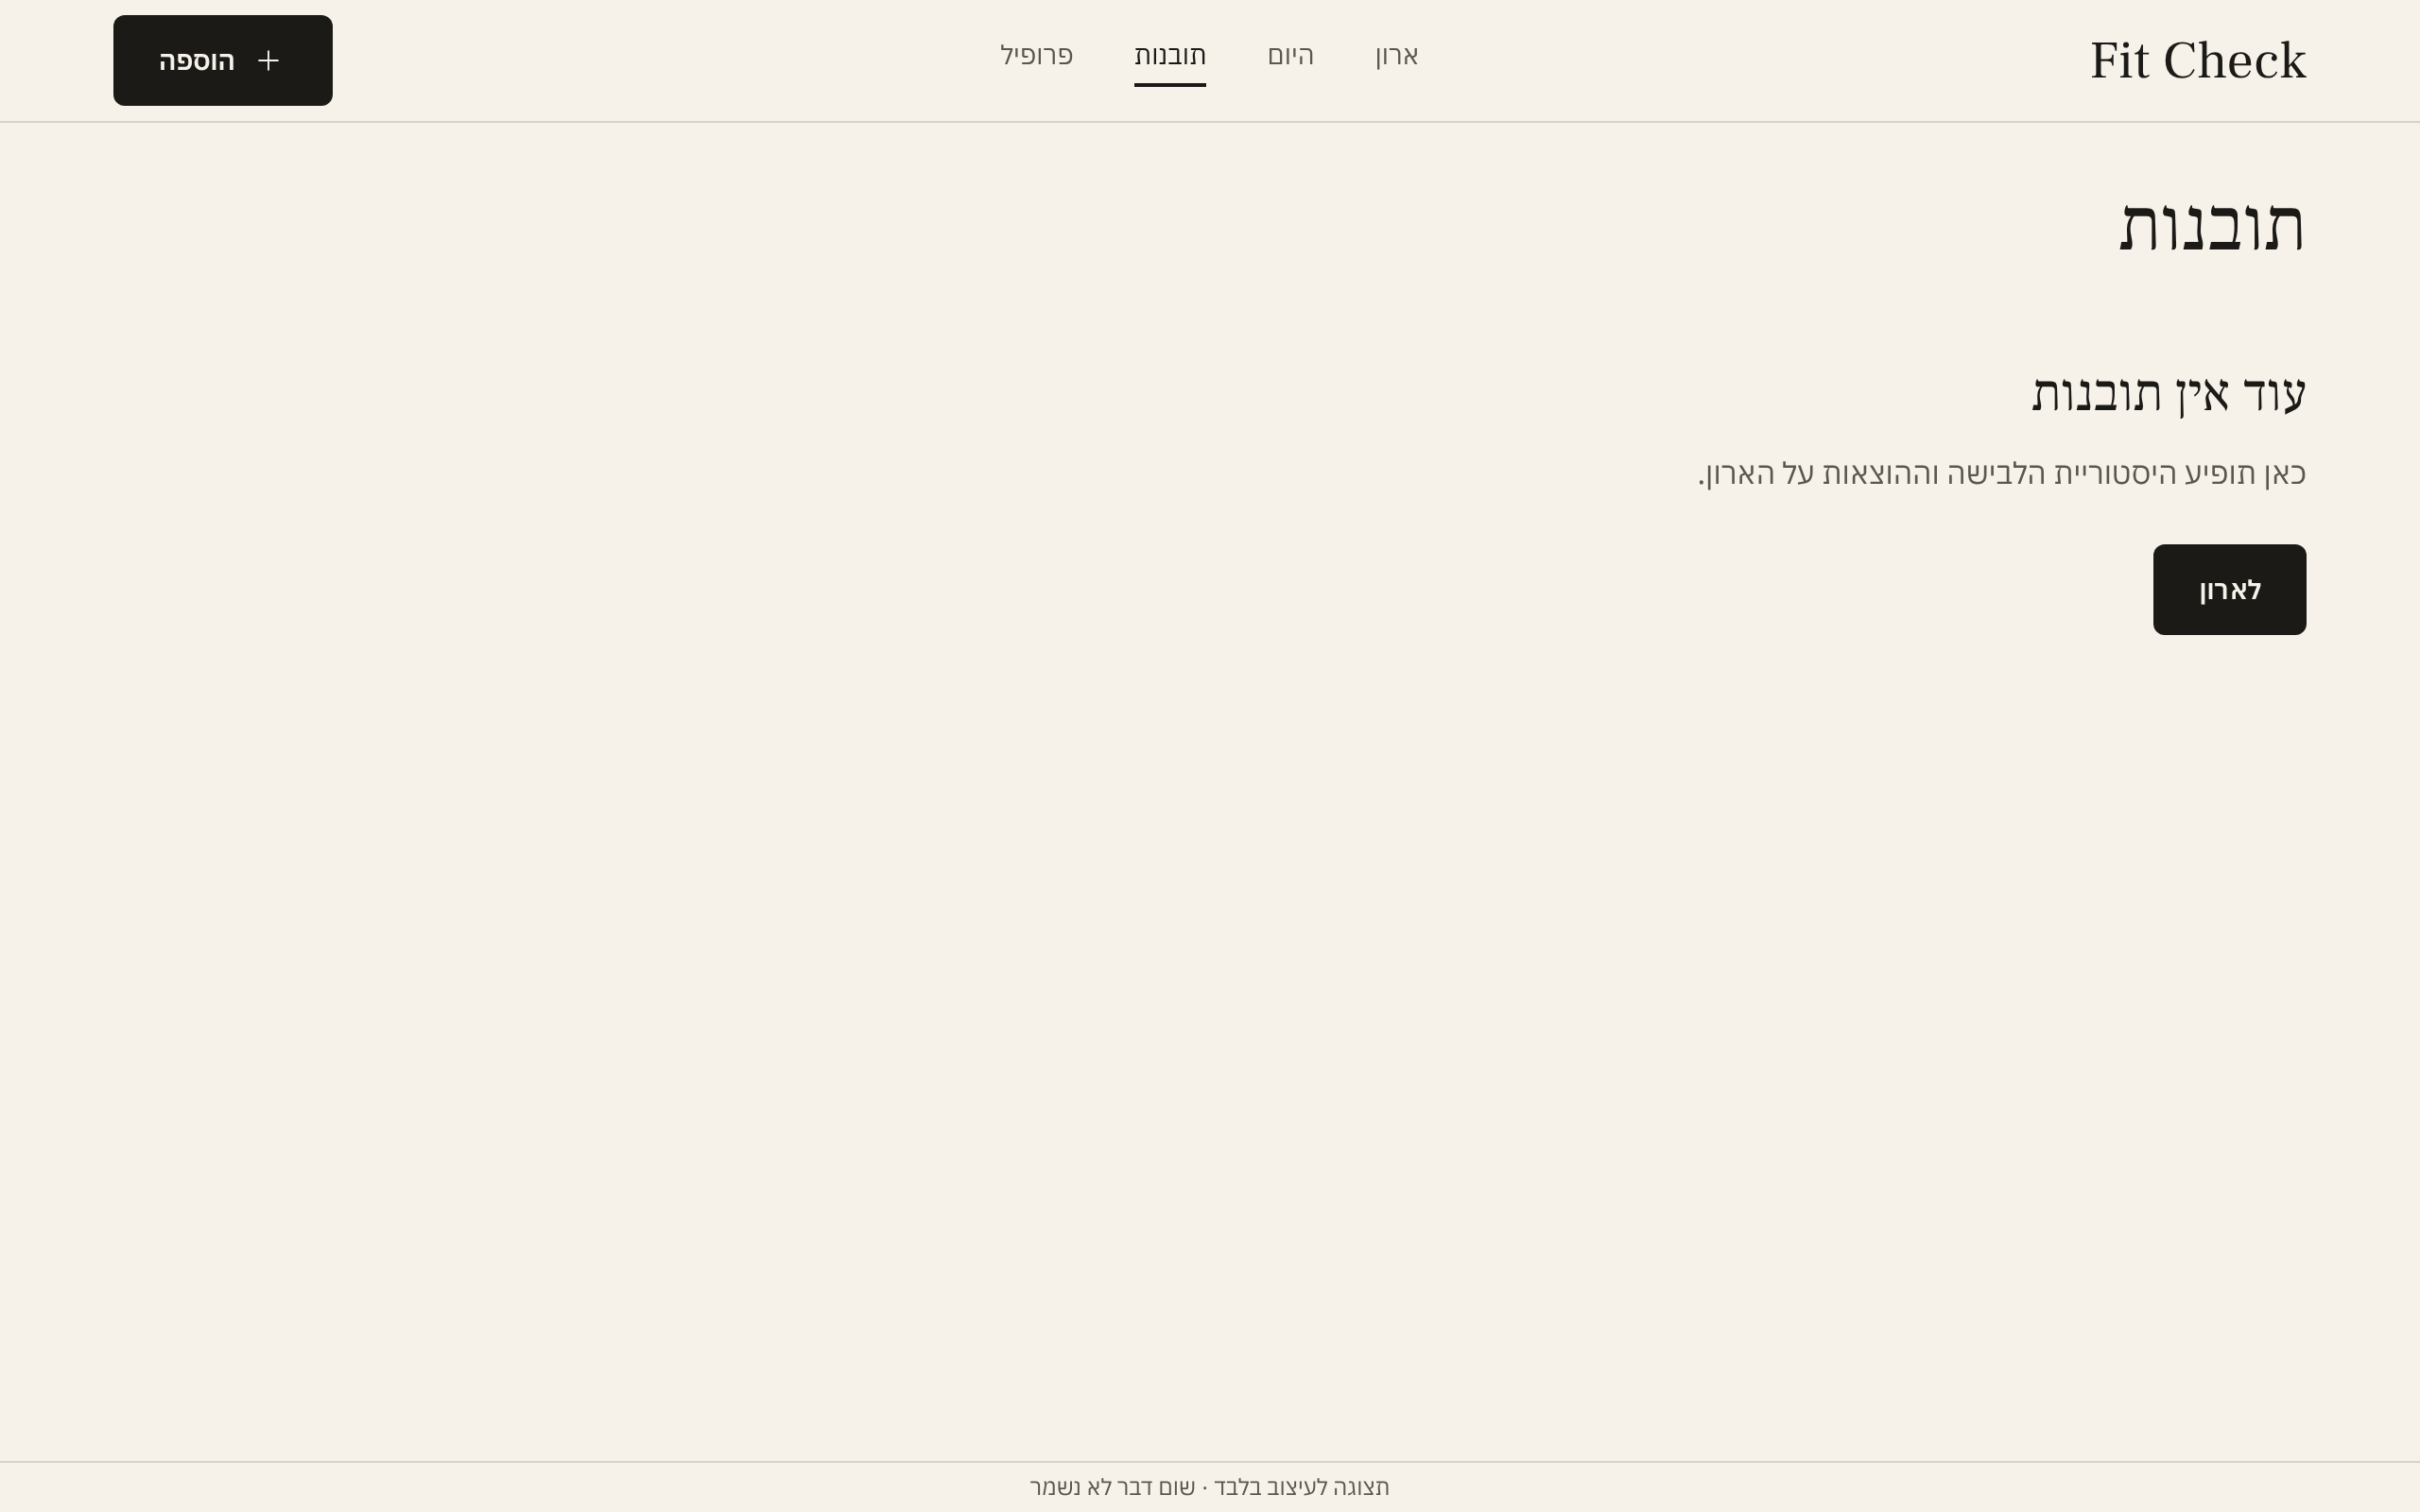 Fit Check
ארון
היום
תובנות
פרופיל
+ הוספה
תובנות
עוד אין תובנות
כאן תופיע היסטוריית הלבישה וההוצאות על הארון.
לארון
תצוגה לעיצוב בלבד · שום דבר לא נשמר